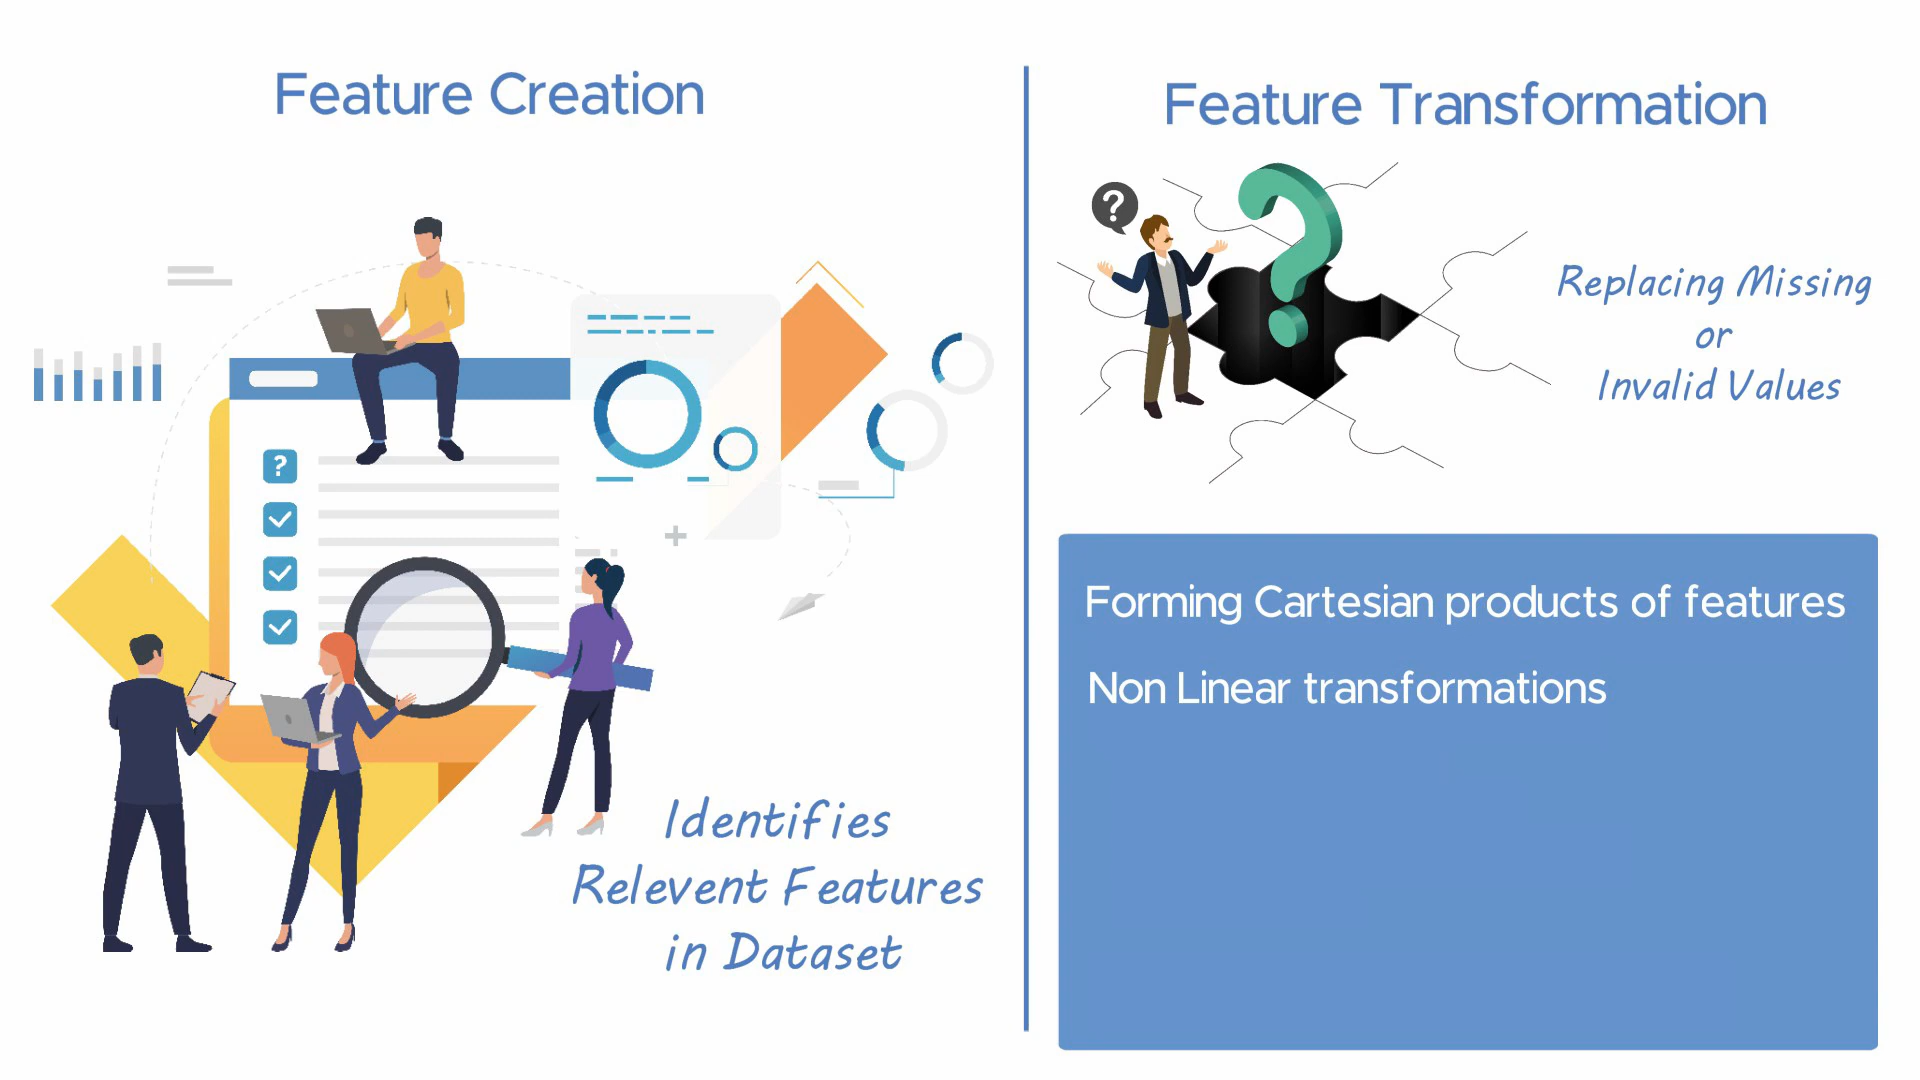 Feature Creation
?
Identifies
Relevent Features
in Dataset
Feature Transformation
?
?
Replacing Missing
or
Invalid Values
Forming Cartesian products of features
Non Linear transformations